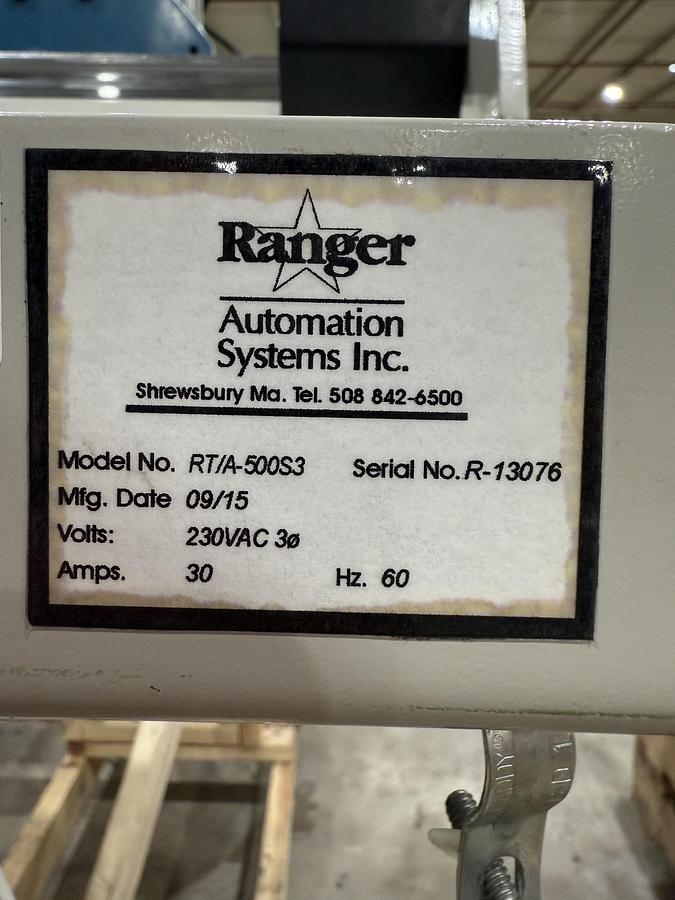 Ranger
Automation
Systems Inc.
Shrewsbury Ma. Tel. 508 842-6500
Model No. RT/A-500S3 Serial No. R-13076
Mfg. Date 09/15
Volts: 230VAC 3ø
Amps. 30 Hz. 60